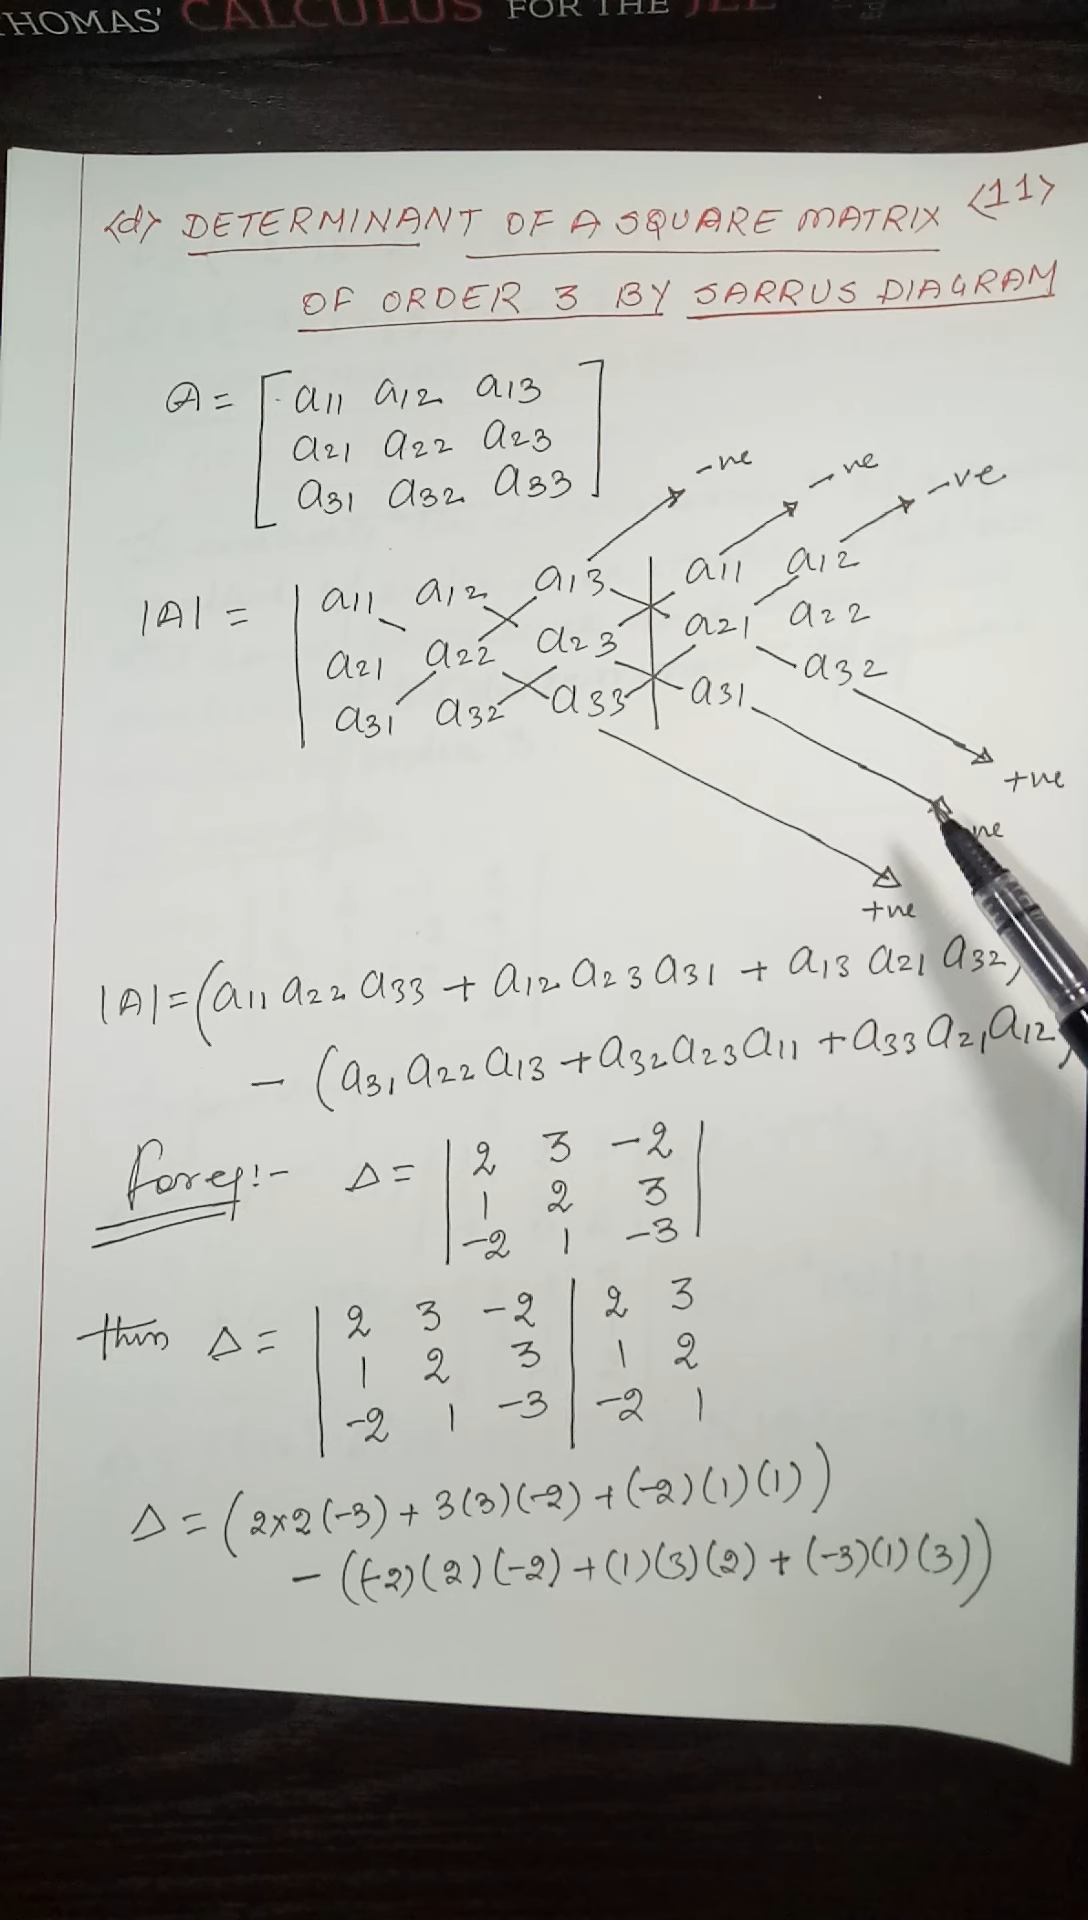 HOMAS' CALCULUS FOR THE JEE
<d> DETERMINANT OF A SQUARE MATRIX <11>
OF ORDER 3 BY SARRUS DIAGRAM
A = [ a11 a12 a13
a21 a22 a23
a31 a32 a33 ]
-ve -ve -ve
|A| = | a11 a12 a13 | a11 a12
a21 a22 a23 | a21 a22
a31 a32 a33 | a31 a32
+ve
ve
+ve
|A| = (a11 a22 a33 + a12 a23 a31 + a13 a21 a32)
- (a31 a22 a13 + a32 a23 a11 + a33 a21 a12)
For eg:- Δ = | 2 3 -2 |
1 2 3
-2 1 -3
thus Δ = | 2 3 -2 | 2 3
1 2 3 | 1 2
-2 1 -3 | -2 1
Δ = (2×2(-3) + 3(3)(-2) + (-2)(1)(1))
- ((-2)(2)(-2) + (1)(3)(2) + (-3)(1)(3))